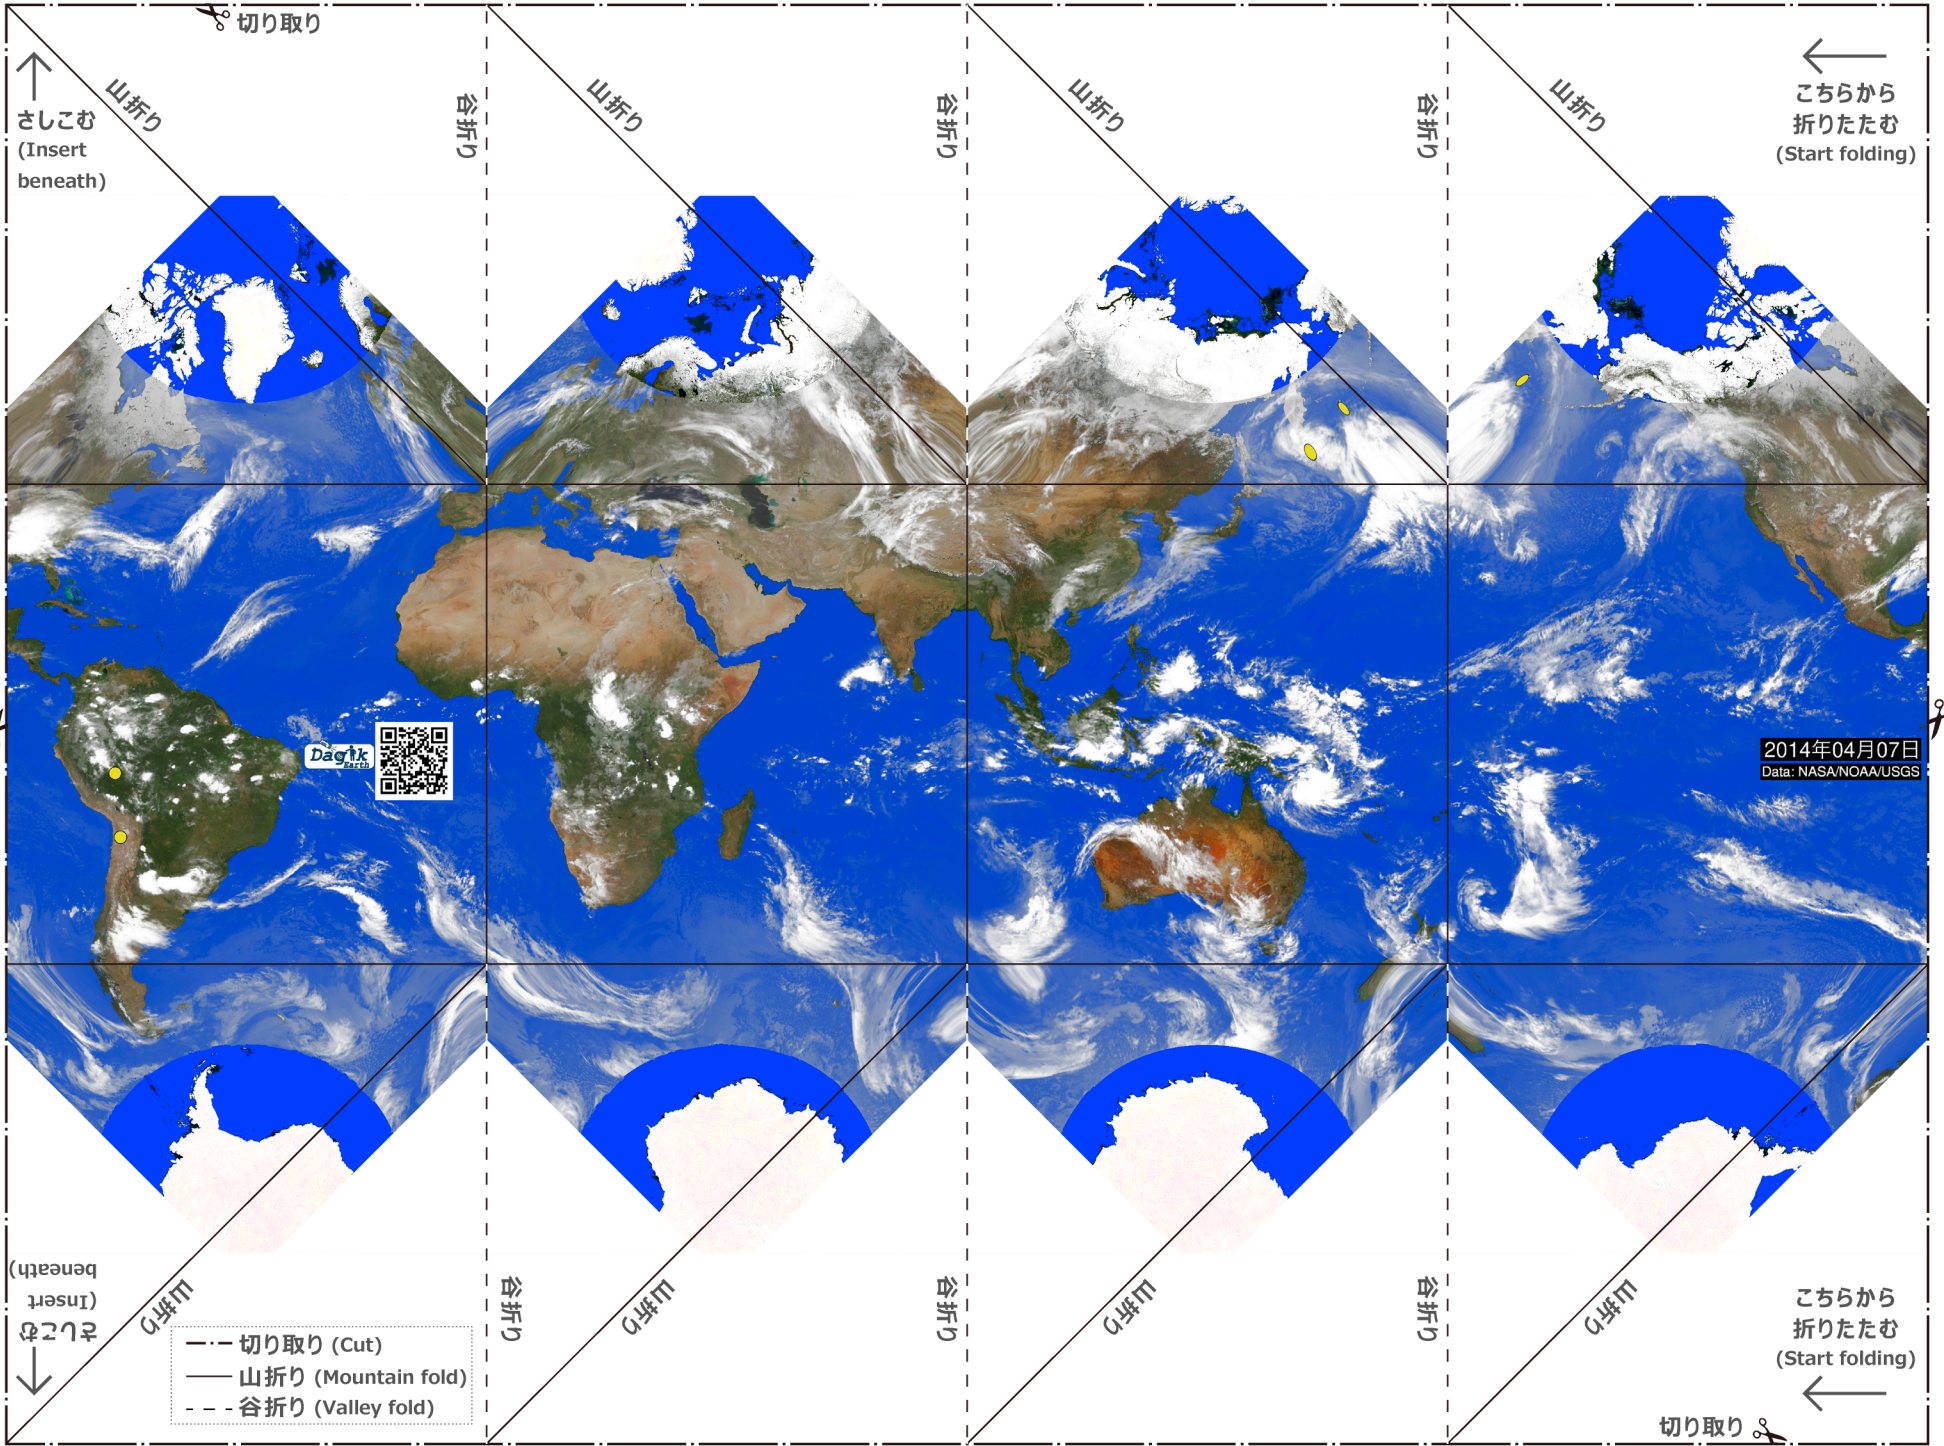 切り取り
さしこむ
(Insert
beneath)
山折り
谷折り
山折り
谷折り
山折り
谷折り
山折り
こちらから
折りたたむ
(Start folding)
Dagik
Earth
2014年04月07日
Data: NASA/NOAA/USGS
さしこむ
(Insert
beneath)
山折り
谷折り
山折り
谷折り
山折り
谷折り
山折り
こちらから
折りたたむ
(Start folding)
切り取り (Cut)
山折り (Mountain fold)
谷折り (Valley fold)
切り取り